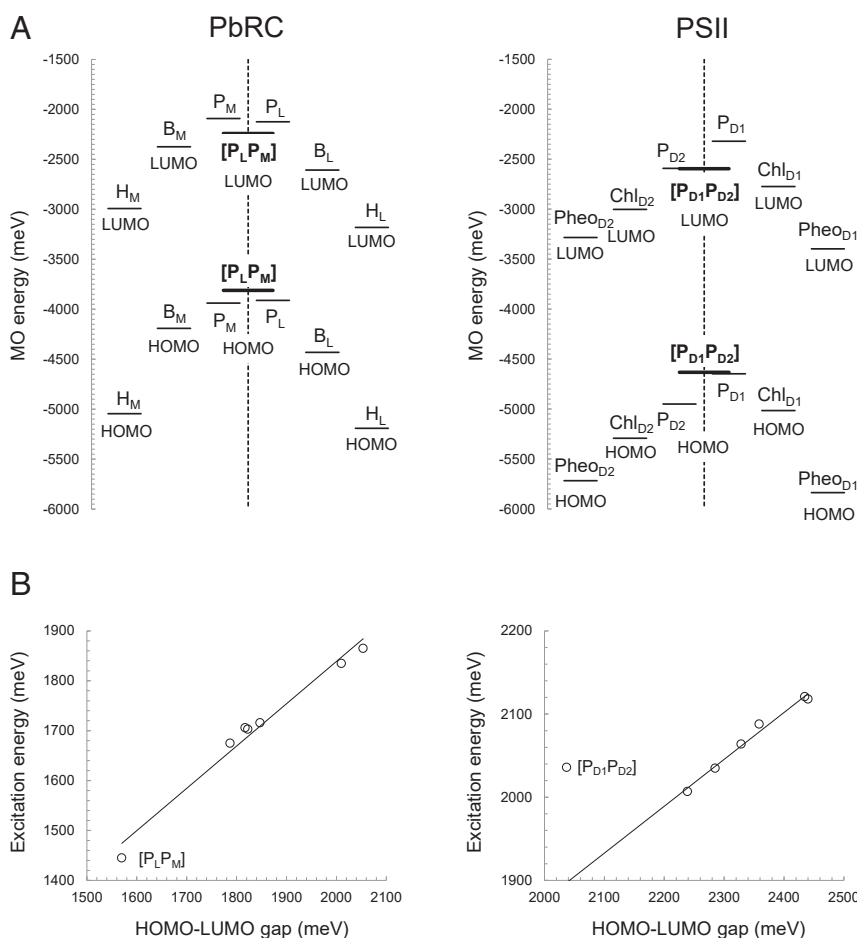 A
PbRC
PSII
MO energy (meV)
-1500
-2000
-2500
-3000
-3500
-4000
-4500
-5000
-5500
-6000
P_M
P_L
B_M
LUMO
[P_LP_M]
LUMO
B_L
LUMO
H_M
LUMO
H_L
LUMO
[P_LP_M]
B_M
HOMO
P_M
P_L
HOMO
B_L
HOMO
H_M
HOMO
H_L
HOMO
MO energy (meV)
-1500
-2000
-2500
-3000
-3500
-4000
-4500
-5000
-5500
-6000
P_D1
P_D2
[P_D1P_D2]
LUMO
Chl_D1
LUMO
Chl_D2
LUMO
Pheo_D2
LUMO
Pheo_D1
LUMO
[P_D1P_D2]
P_D1
P_D2
HOMO
Chl_D1
HOMO
Chl_D2
HOMO
Pheo_D2
HOMO
Pheo_D1
HOMO
B
Excitation energy (meV)
1900
1800
1700
1600
1500
1400
[P_LP_M]
1500 1600 1700 1800 1900 2000 2100
HOMO-LUMO gap (meV)
Excitation energy (meV)
2200
2100
2000
1900
[P_D1P_D2]
2000 2100 2200 2300 2400 2500
HOMO-LUMO gap (meV)